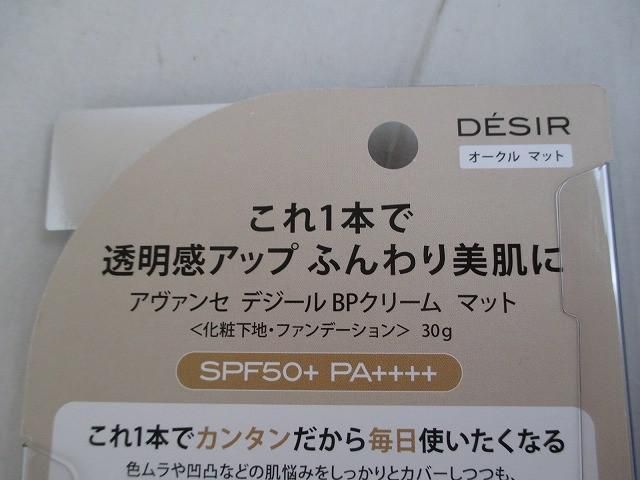 DÉSIR
オークル マット
これ1本で
透明感アップ ふんわり美肌に
アヴァンセ デジール BPクリーム マット
＜化粧下地・ファンデーション＞ 30g
SPF50+ PA++++
これ1本でカンタンだから毎日使いたくなる
色ムラや凹凸などの肌悩みをしっかりとカバーしつつも、